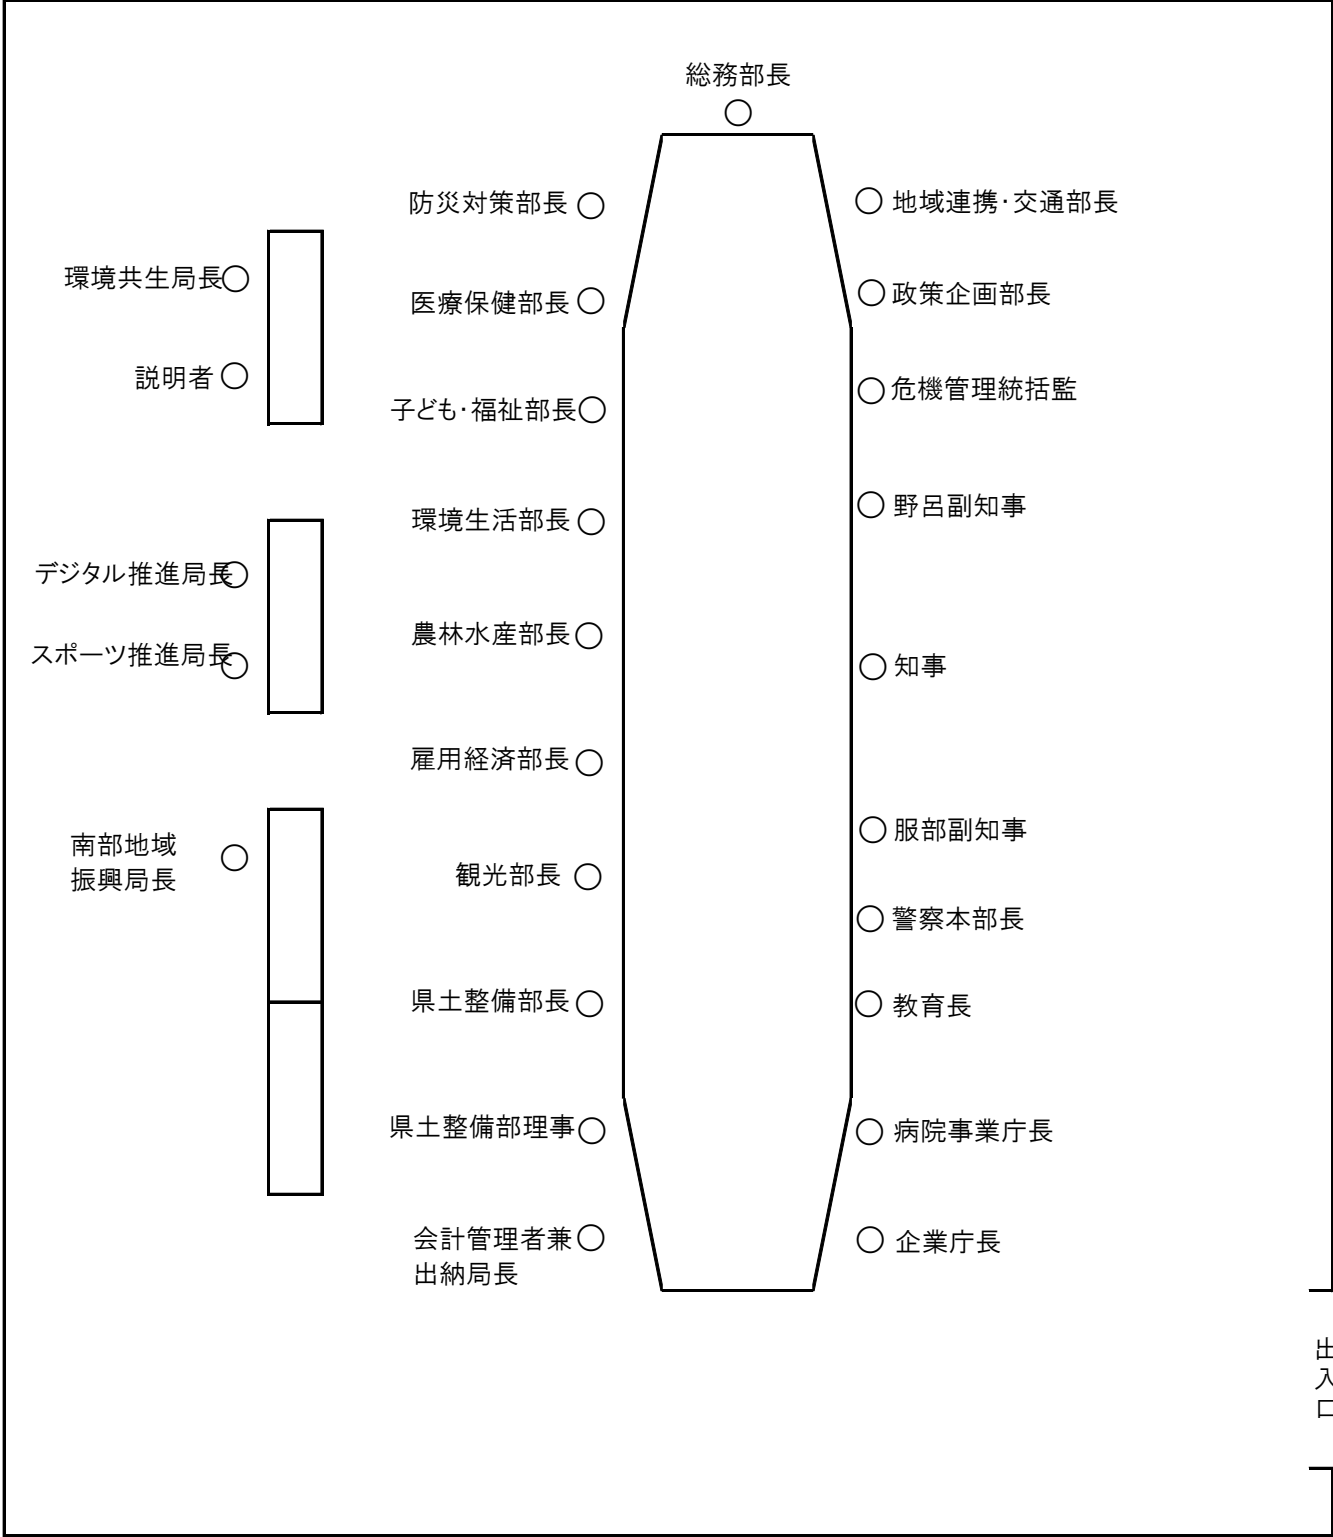 総務部長
防災対策部長
地域連携・交通部長
環境共生局長
医療保健部長
政策企画部長
説明者
子ども・福祉部長
危機管理統括監
環境生活部長
野呂副知事
デジタル推進局長
農林水産部長
スポーツ推進局長
知事
雇用経済部長
服部副知事
南部地域
振興局長
観光部長
警察本部長
県土整備部長
教育長
県土整備部理事
病院事業庁長
会計管理者兼
出納局長
企業庁長
出
入
口